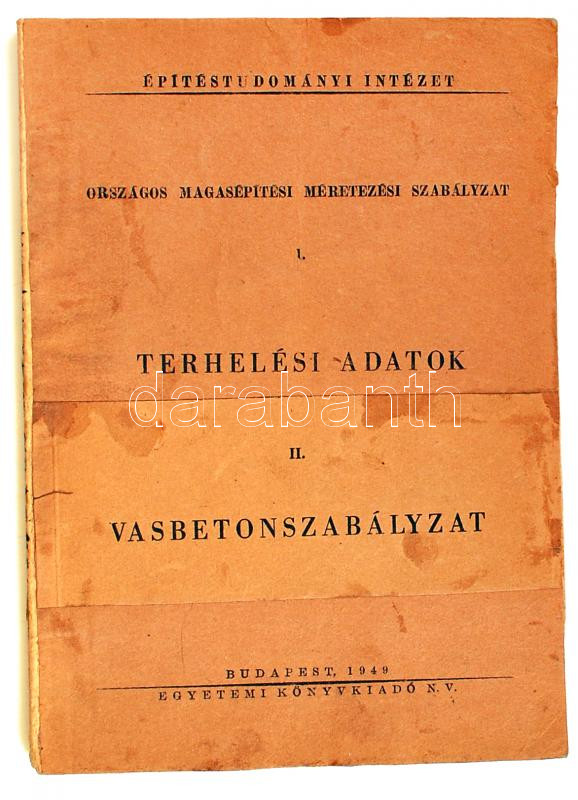 ÉPÍTÉSTUDOMÁNYI INTÉZET
ORSZÁGOS MAGASÉPÍTÉSI MÉRETEZÉSI SZABÁLYZAT
I.
TERHELÉSI ADATOK
darabanth
II.
VASBETONSZABÁLYZAT
BUDAPEST, 1949
EGYETEMI KÖNYVKIADÓ N. V.